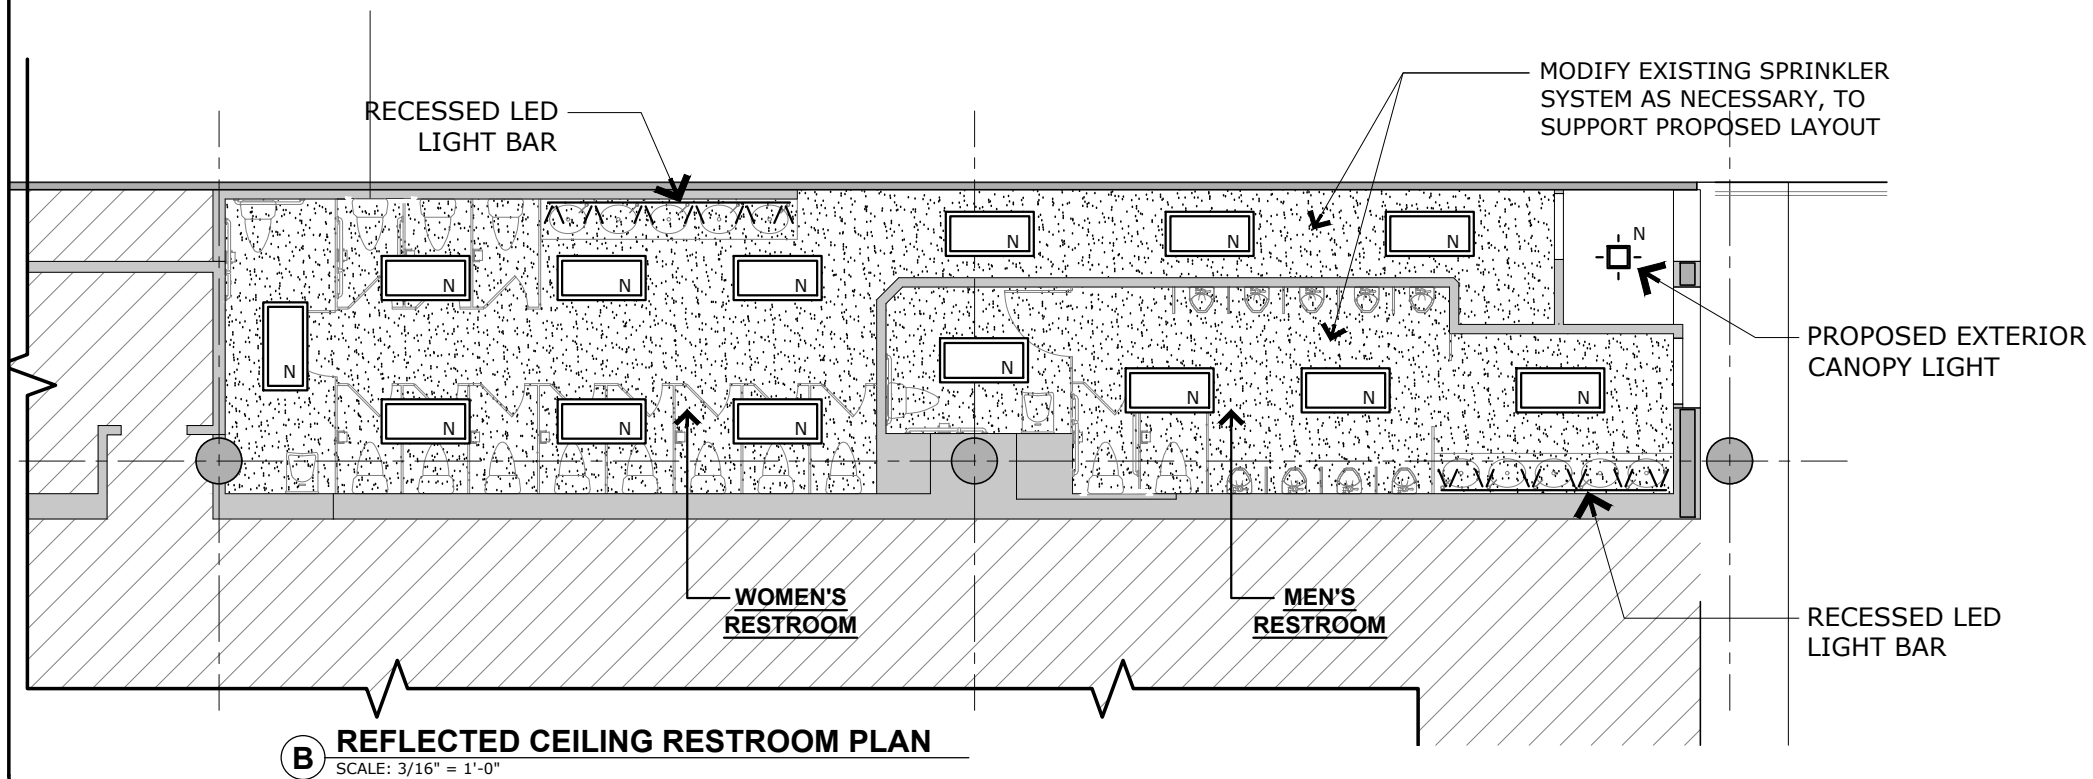 MODIFY EXISTING SPRINKLER
SYSTEM AS NECESSARY, TO
SUPPORT PROPOSED LAYOUT
RECESSED LED
LIGHT BAR
N
N
N
N
N
N
N
N
PROPOSED EXTERIOR
CANOPY LIGHT
N
N
N
N
N
N
N
N
WOMEN'S
RESTROOM
MEN'S
RESTROOM
RECESSED LED
LIGHT BAR
B
REFLECTED CEILING RESTROOM PLAN
SCALE: 3/16" = 1'-0"